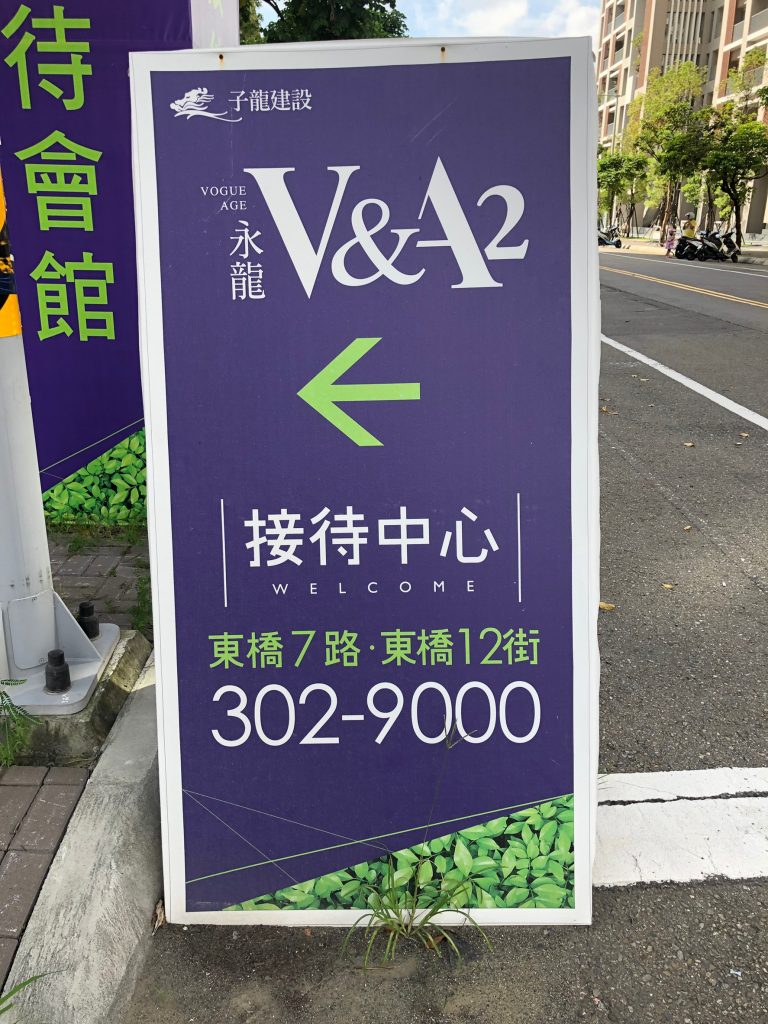 待會館
子龍建設
VOGUE
AGE
永龍
V&A2
接待中心
WELCOME
東橋7路·東橋12街
302-9000